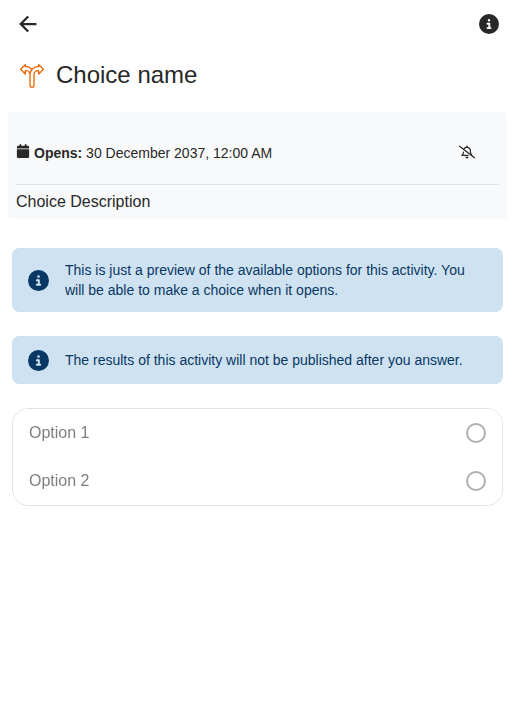 Choice name
Opens: 30 December 2037, 12:00 AM
Choice Description
This is just a preview of the available options for this activity. You
will be able to make a choice when it opens.
The results of this activity will not be published after you answer.
Option 1
Option 2